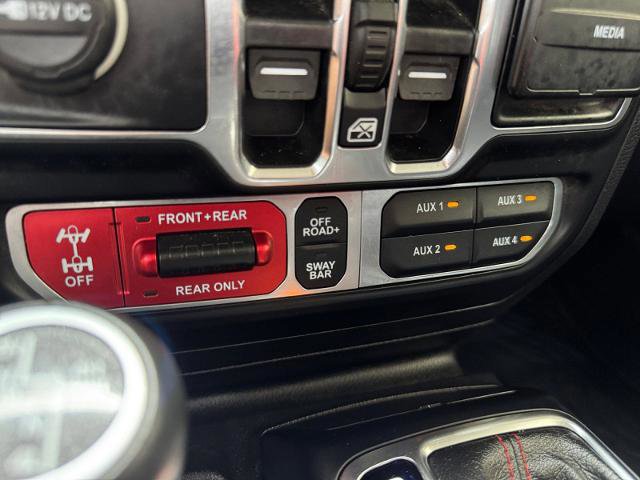 12V DC
MEDIA
FRONT+REAR
OFF
REAR ONLY
OFF
ROAD+
SWAY
BAR
AUX 1
AUX 2
AUX 3
AUX 4